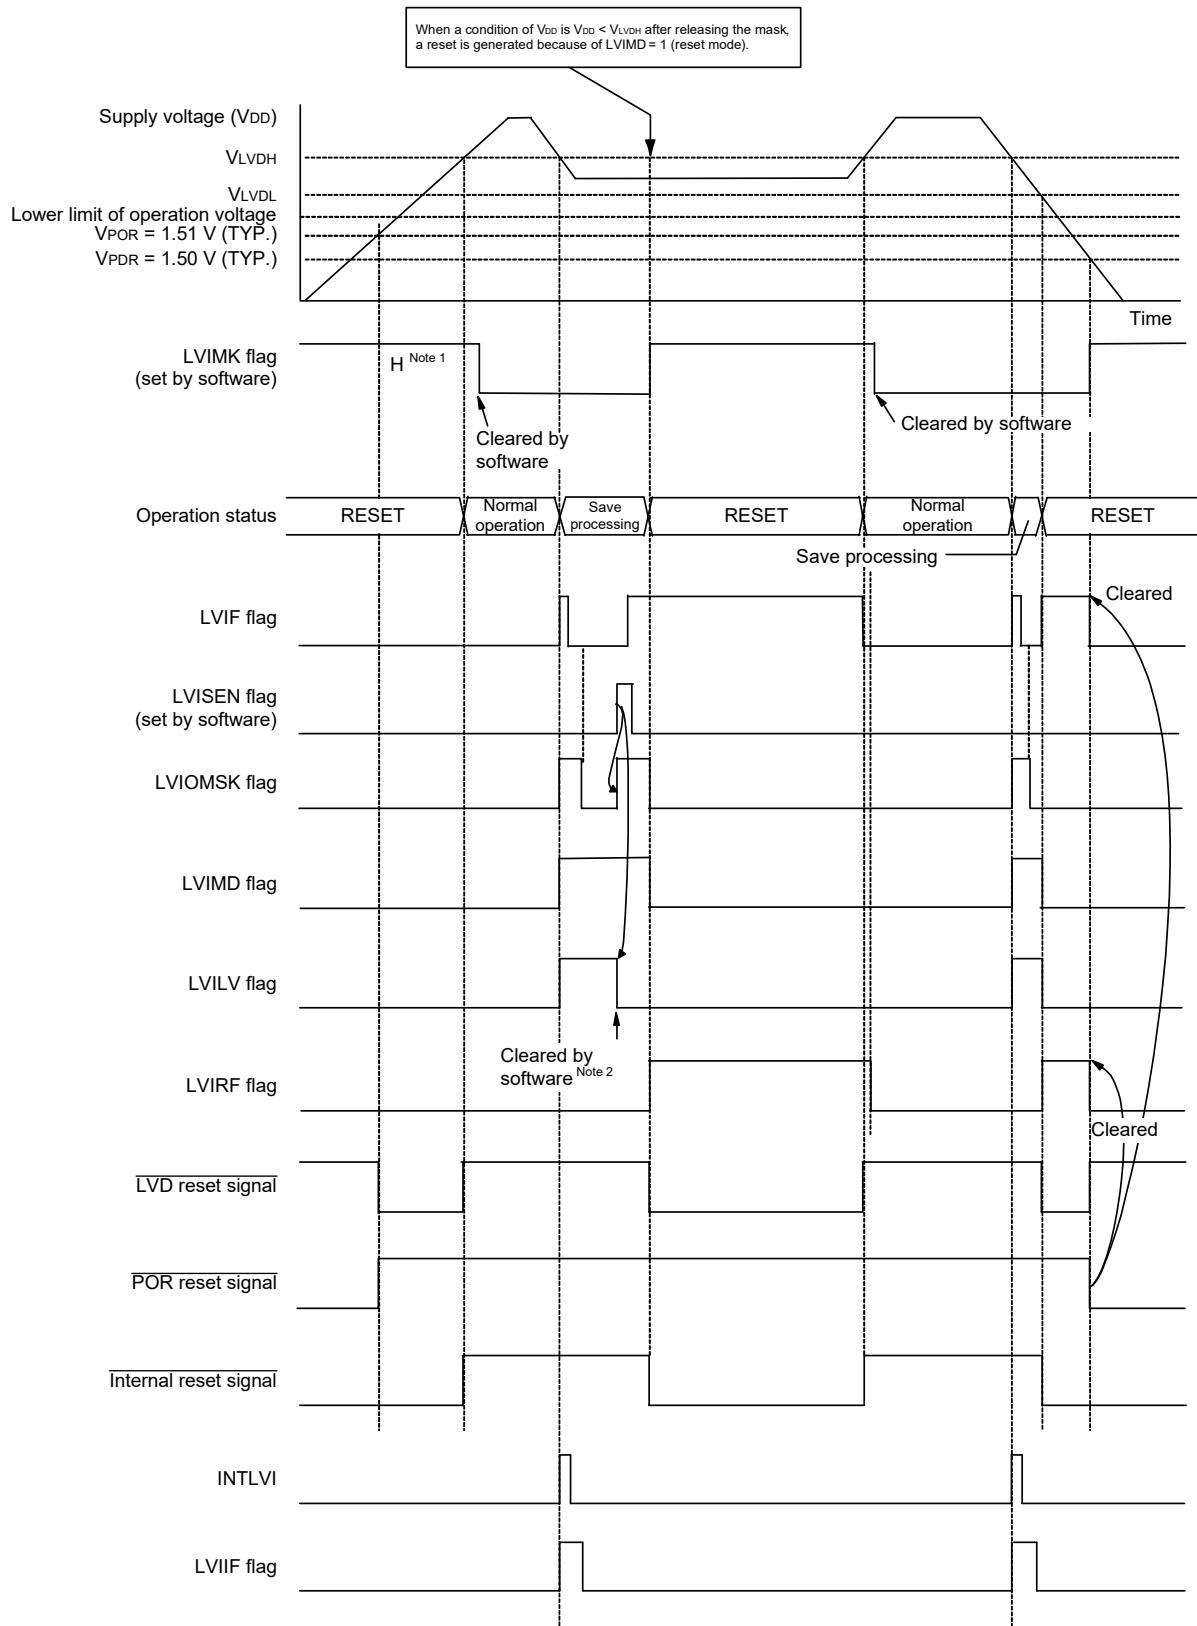 When a condition of VDD is VDD < VLVDH after releasing the mask,
a reset is generated because of LVIMD = 1 (reset mode).
Supply voltage (VDD)
VLVDH
VLVDL
Lower limit of operation voltage
VPOR = 1.51 V (TYP.)
VPDR = 1.50 V (TYP.)
Time
LVIMK flag
(set by software)
H Note 1
Cleared by
software
Cleared by software
Operation status
RESET
Normal
operation
Save
processing
RESET
Normal
operation
RESET
Save processing
LVIF flag
Cleared
LVISEN flag
(set by software)
LVIOMSK flag
LVIMD flag
LVILV flag
Cleared by
software Note 2
LVIRF flag
Cleared
LVD reset signal
POR reset signal
Internal reset signal
INTLVI
LVIIF flag